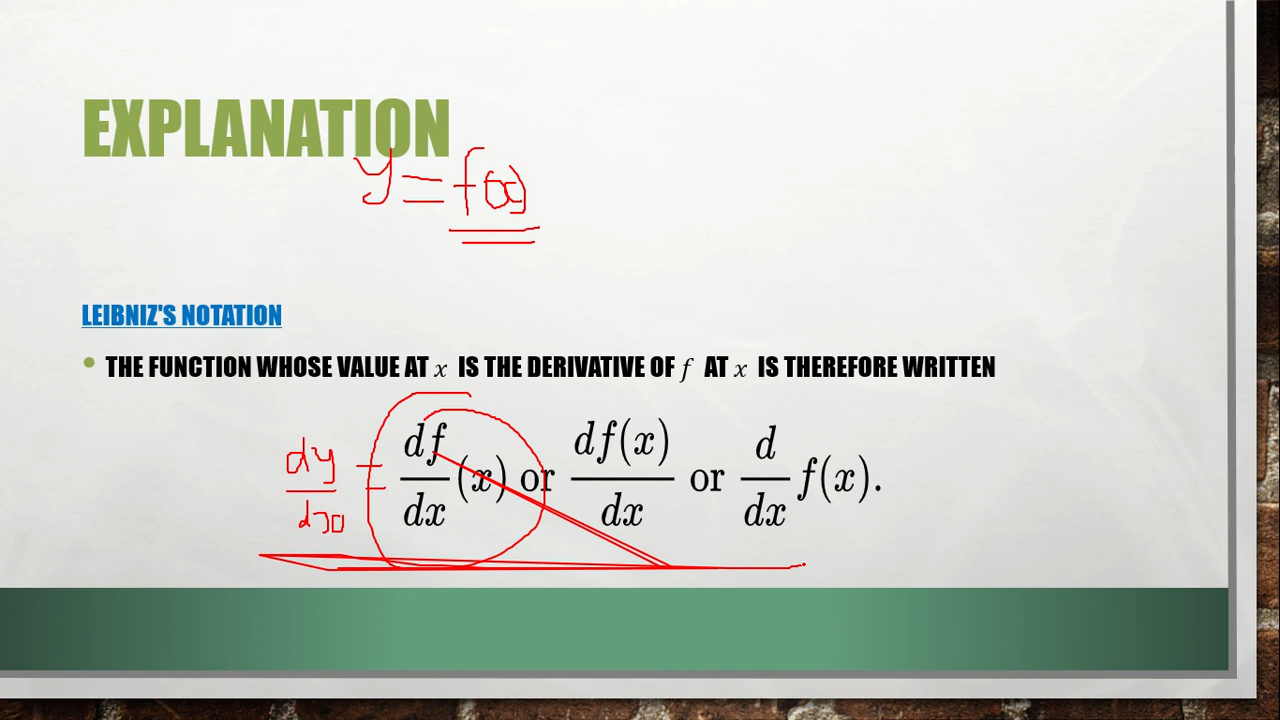 EXPLANATION
y = f(x)
LEIBNIZ'S NOTATION
• THE FUNCTION WHOSE VALUE AT x IS THE DERIVATIVE OF f AT x IS THEREFORE WRITTEN
dy/dx = df/dx (x) or df(x)/dx or d/dx f(x).